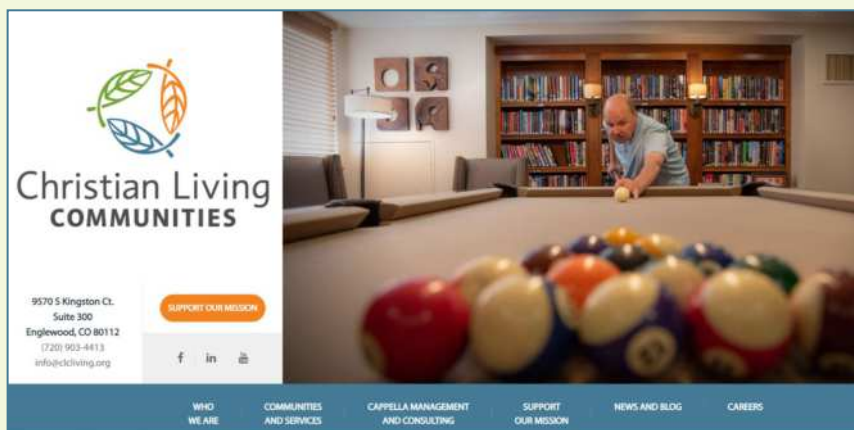 Christian Living
COMMUNITIES
9570 S Kingston Ct.
Suite 300
Englewood, CO 80112
(720) 903-4413
info@clcliving.org
SUPPORT OUR MISSION
f in You
WHO
WE ARE
COMMUNITIES
AND SERVICES
CAPPELLA MANAGEMENT
AND CONSULTING
SUPPORT
OUR MISSION
NEWS AND BLOG
CAREERS